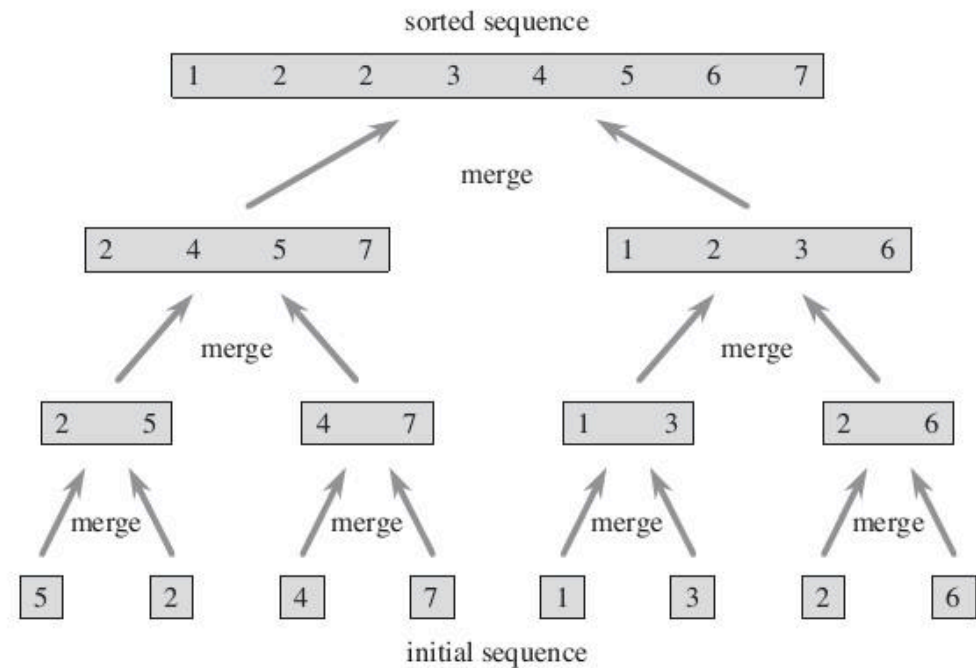 sorted sequence
1 2 2 3 4 5 6 7
merge
2 4 5 7 1 2 3 6
merge merge
2 5 4 7 1 3 2 6
merge merge merge merge
5 2 4 7 1 3 2 6
initial sequence